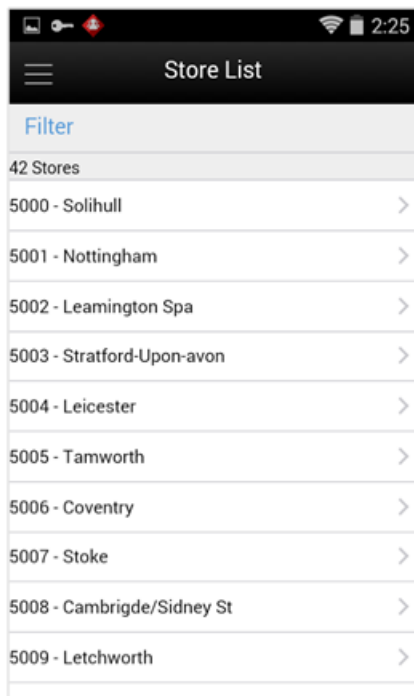 2:25
Store List
Filter
42 Stores
5000 - Solihull
5001 - Nottingham
5002 - Leamington Spa
5003 - Stratford-Upon-avon
5004 - Leicester
5005 - Tamworth
5006 - Coventry
5007 - Stoke
5008 - Cambrigde/Sidney St
5009 - Letchworth